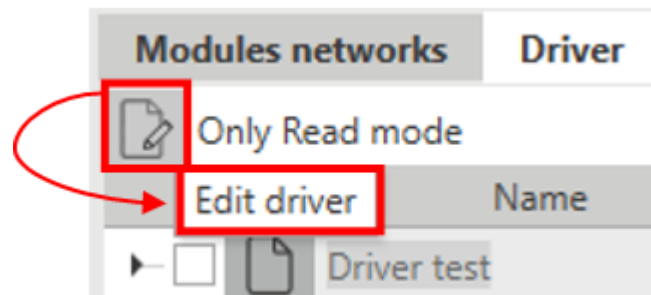 Modules networks Driver
Only Read mode
Edit driver Name
Driver test